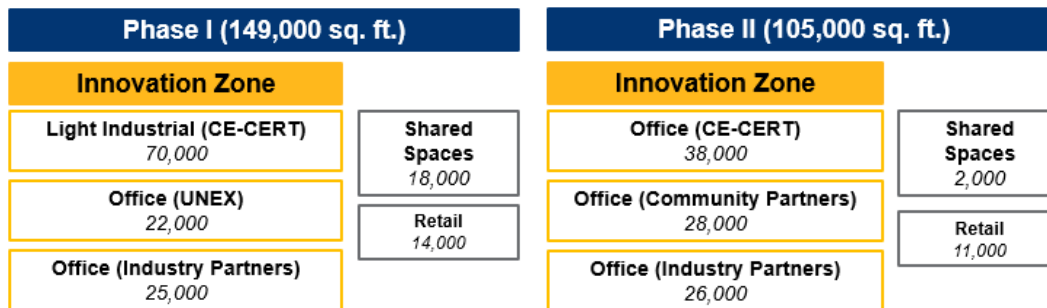 Phase I (149,000 sq. ft.)
Innovation Zone
Light Industrial (CE-CERT)
70,000
Office (UNEX)
22,000
Office (Industry Partners)
25,000
Shared
Spaces
18,000
Retail
14,000
Phase II (105,000 sq. ft.)
Innovation Zone
Office (CE-CERT)
38,000
Office (Community Partners)
28,000
Office (Industry Partners)
26,000
Shared
Spaces
2,000
Retail
11,000